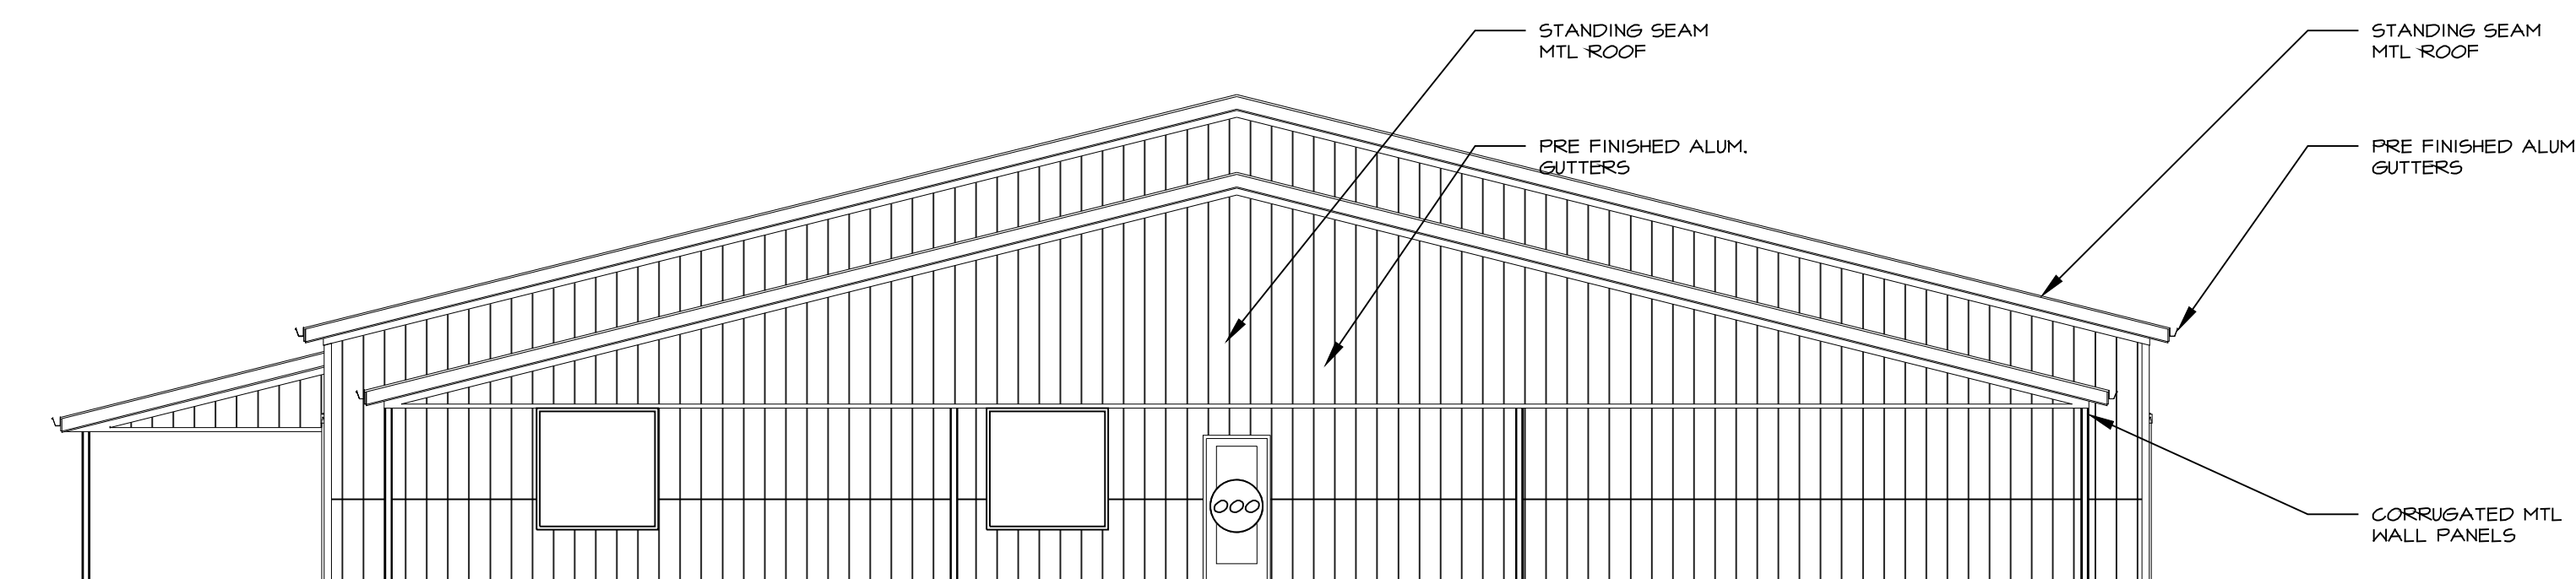 STANDING SEAM
MTL ROOF
STANDING SEAM
MTL ROOF
PRE FINISHED ALUM.
GUTTERS
PRE FINISHED ALUM
GUTTERS
000
CORRUGATED MTL
WALL PANELS